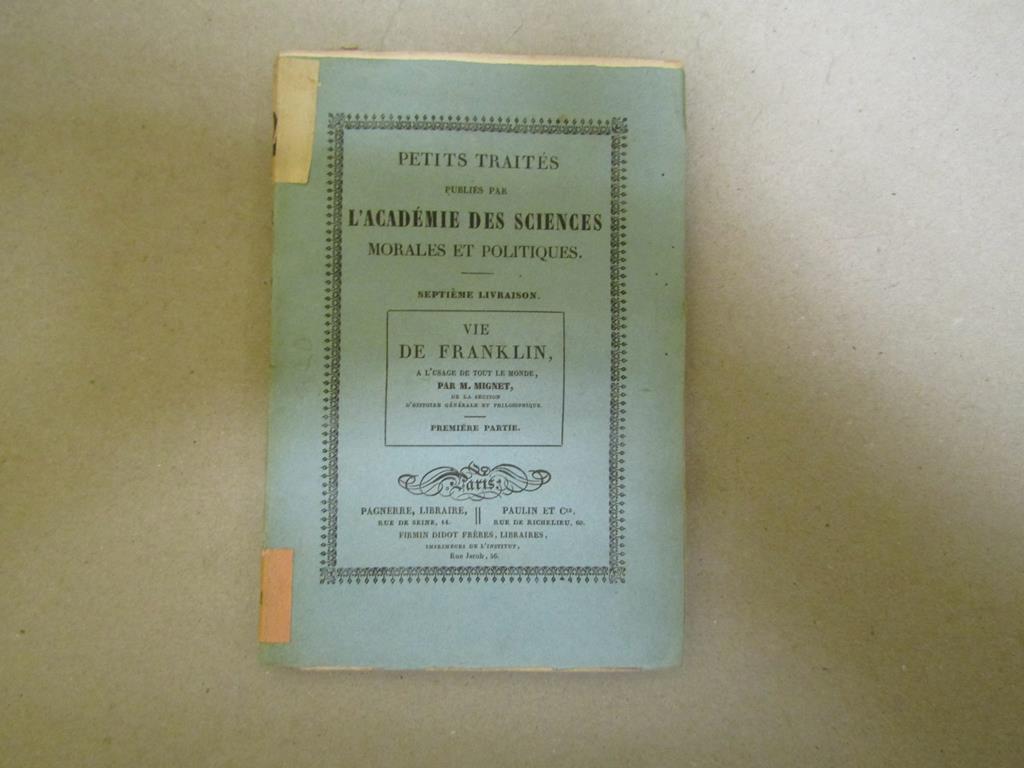 PETITS TRAITÉS
PUBLIÉS PAR
L'ACADÉMIE DES SCIENCES
MORALES ET POLITIQUES.
SEPTIÈME LIVRAISON.
VIE
DE FRANKLIN,
A L'USAGE DE TOUT LE MONDE,
PAR M. MIGNET,
DE LA SECTION
D'HISTOIRE GÉNÉRALE ET PHILOSOPHIQUE.
PREMIÈRE PARTIE.
Paris.
PAGNERRE, LIBRAIRE, PAULIN ET Cie,
RUE DE SEINE, 14. RUE DE RICHELIEU, 60.
FIRMIN DIDOT FRÈRES, LIBRAIRES,
IMPRIMEURS DE L'INSTITUT,
Rue Jacob, 56.